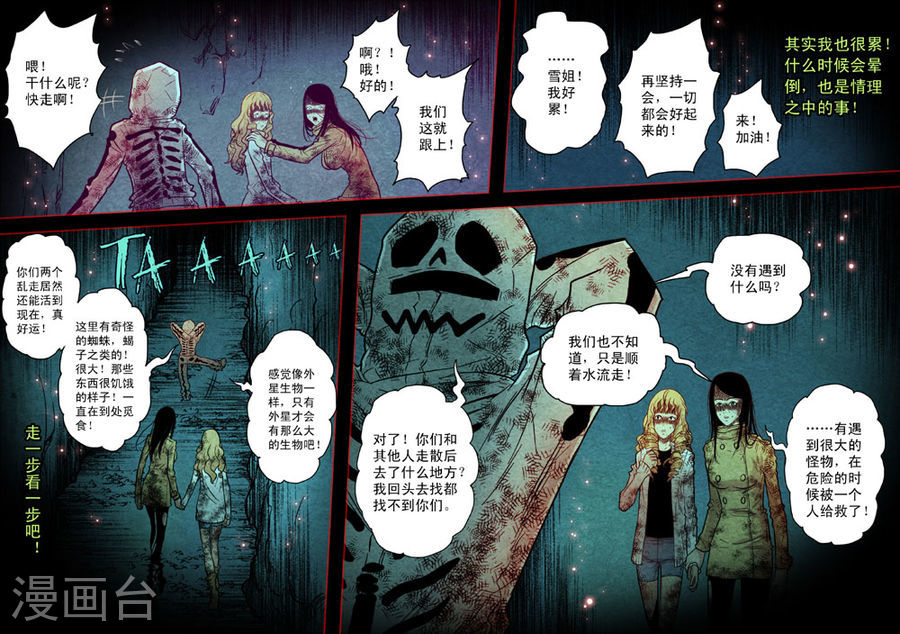 喂！
干什么呢？
快走啊！
啊？！
哦！
好的！
我们
这就
跟上！
……
雪姐！
我好
累！
再坚持一
会，一切
都会好起
来的！
来！
加油！
其实我也很累！
什么时候会晕
倒，也是情理
之中的事！
你们两个
乱走居然
还能活到
现在，真
好运！
TAAAAAAA
这里有奇怪
的蜘蛛，蝎
子之类的！
很大！那些
东西很饥饿
的样子！一
直在到处觅
食！
感觉像外
星生物一
样，只有
外星才会
有那么大
的生物吧！
走一步看一步吧！
对了！你们和
其他人走散后
去了什么地方？
我回头去找都
找不到你们。
我们也不知
道，只是顺
着水流走！
没有遇到
什么吗？
……有遇
到很大的
怪物，在
危险的时
候被一个
人给救了！
漫画台